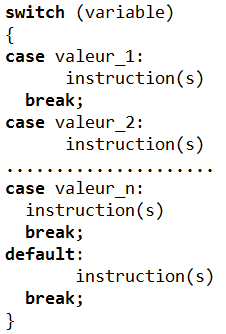 switch (variable)
{
case valeur_1:
instruction(s)
break;
case valeur_2:
instruction(s)
......................
case valeur_n:
instruction(s)
break;
default:
instruction(s)
break;
}